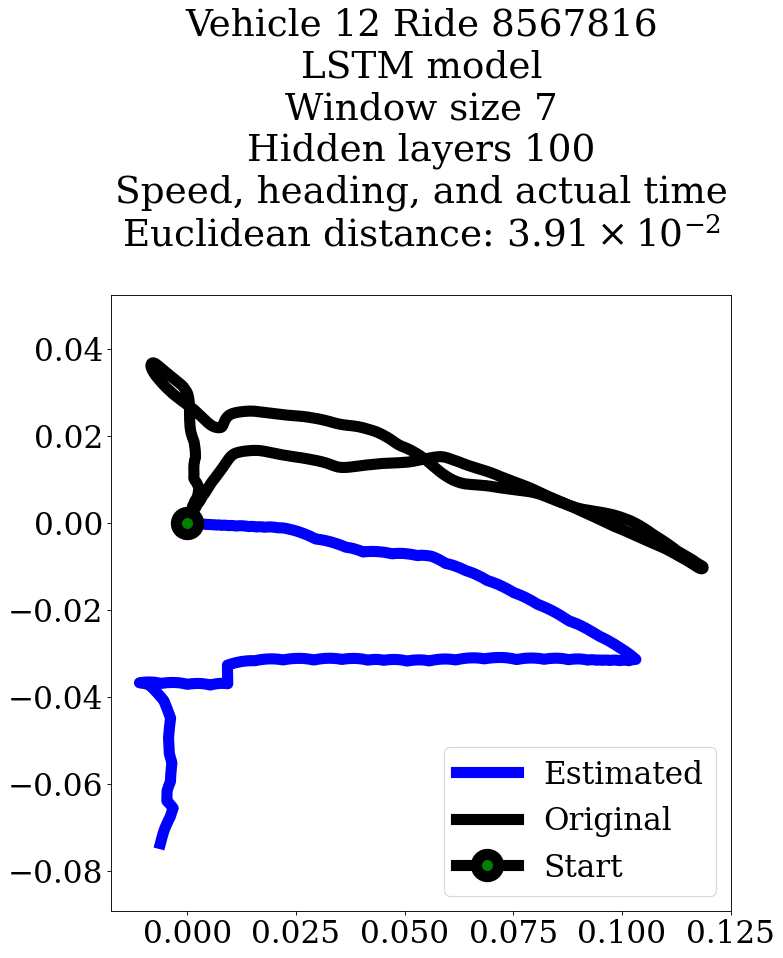 Vehicle 12 Ride 8567816
LSTM model
Window size 7
Hidden layers 100
Speed, heading, and actual time
Euclidean distance: 3.91 × 10⁻²
0.04
0.02
0.00
−0.02
−0.04
−0.06
−0.08
Estimated
Original
Start
0.000 0.025 0.050 0.075 0.100 0.125